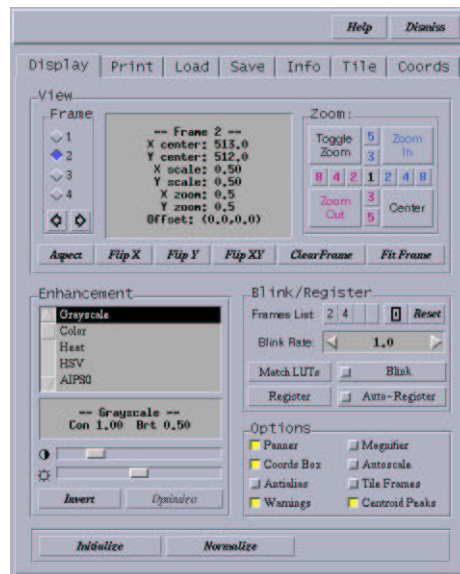 Help Dismiss
Display Print Load Save Info Tile Coords
View
Frame
1
2
3
4
-- Frame 2 --
X center: 513.0
Y center: 512.0
X scale: 0.50
Y scale: 0.50
X zoom: 0.5
Y zoom: 0.5
Offset: (0.0,0.0)
Zoom:
Toggle Zoom 5 3 Zoom In
8 4 2 1 2 4 8
Zoom Out 3 5 Center
Aspect Flip X Flip Y Flip XY ClearFrame Fit Frame
Enhancement
Grayscale
Color
Heat
HSV
AIPS0
-- Grayscale --
Con 1.00 Brt 0.50
Invert Optimize
Blink/Register
Frames List 2 4 Reset
Blink Rate: 1.0
Match LUTs Blink
Register Auto-Register
Options
Panner Magnifier
Coords Box Autoscale
Antialias Tile Frames
Warnings Centroid Peaks
Initialize Normalize